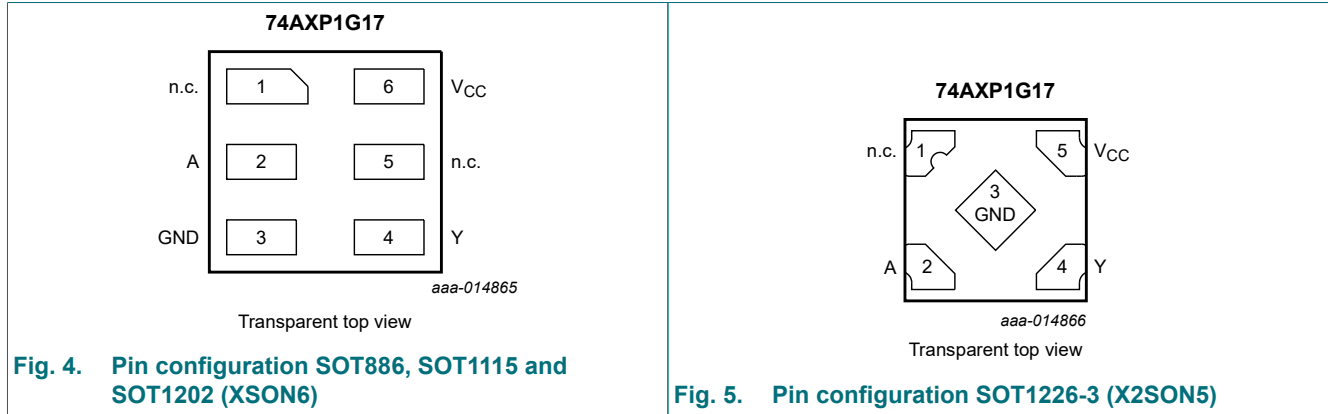 74AXP1G17
n.c. 1 6 VCC
A 2 5 n.c.
GND 3 4 Y
aaa-014865
Transparent top view
Fig. 4. Pin configuration SOT886, SOT1115 and
SOT1202 (XSON6)
74AXP1G17
n.c. 1 5 VCC
3
GND
A 2 4 Y
aaa-014866
Transparent top view
Fig. 5. Pin configuration SOT1226-3 (X2SON5)